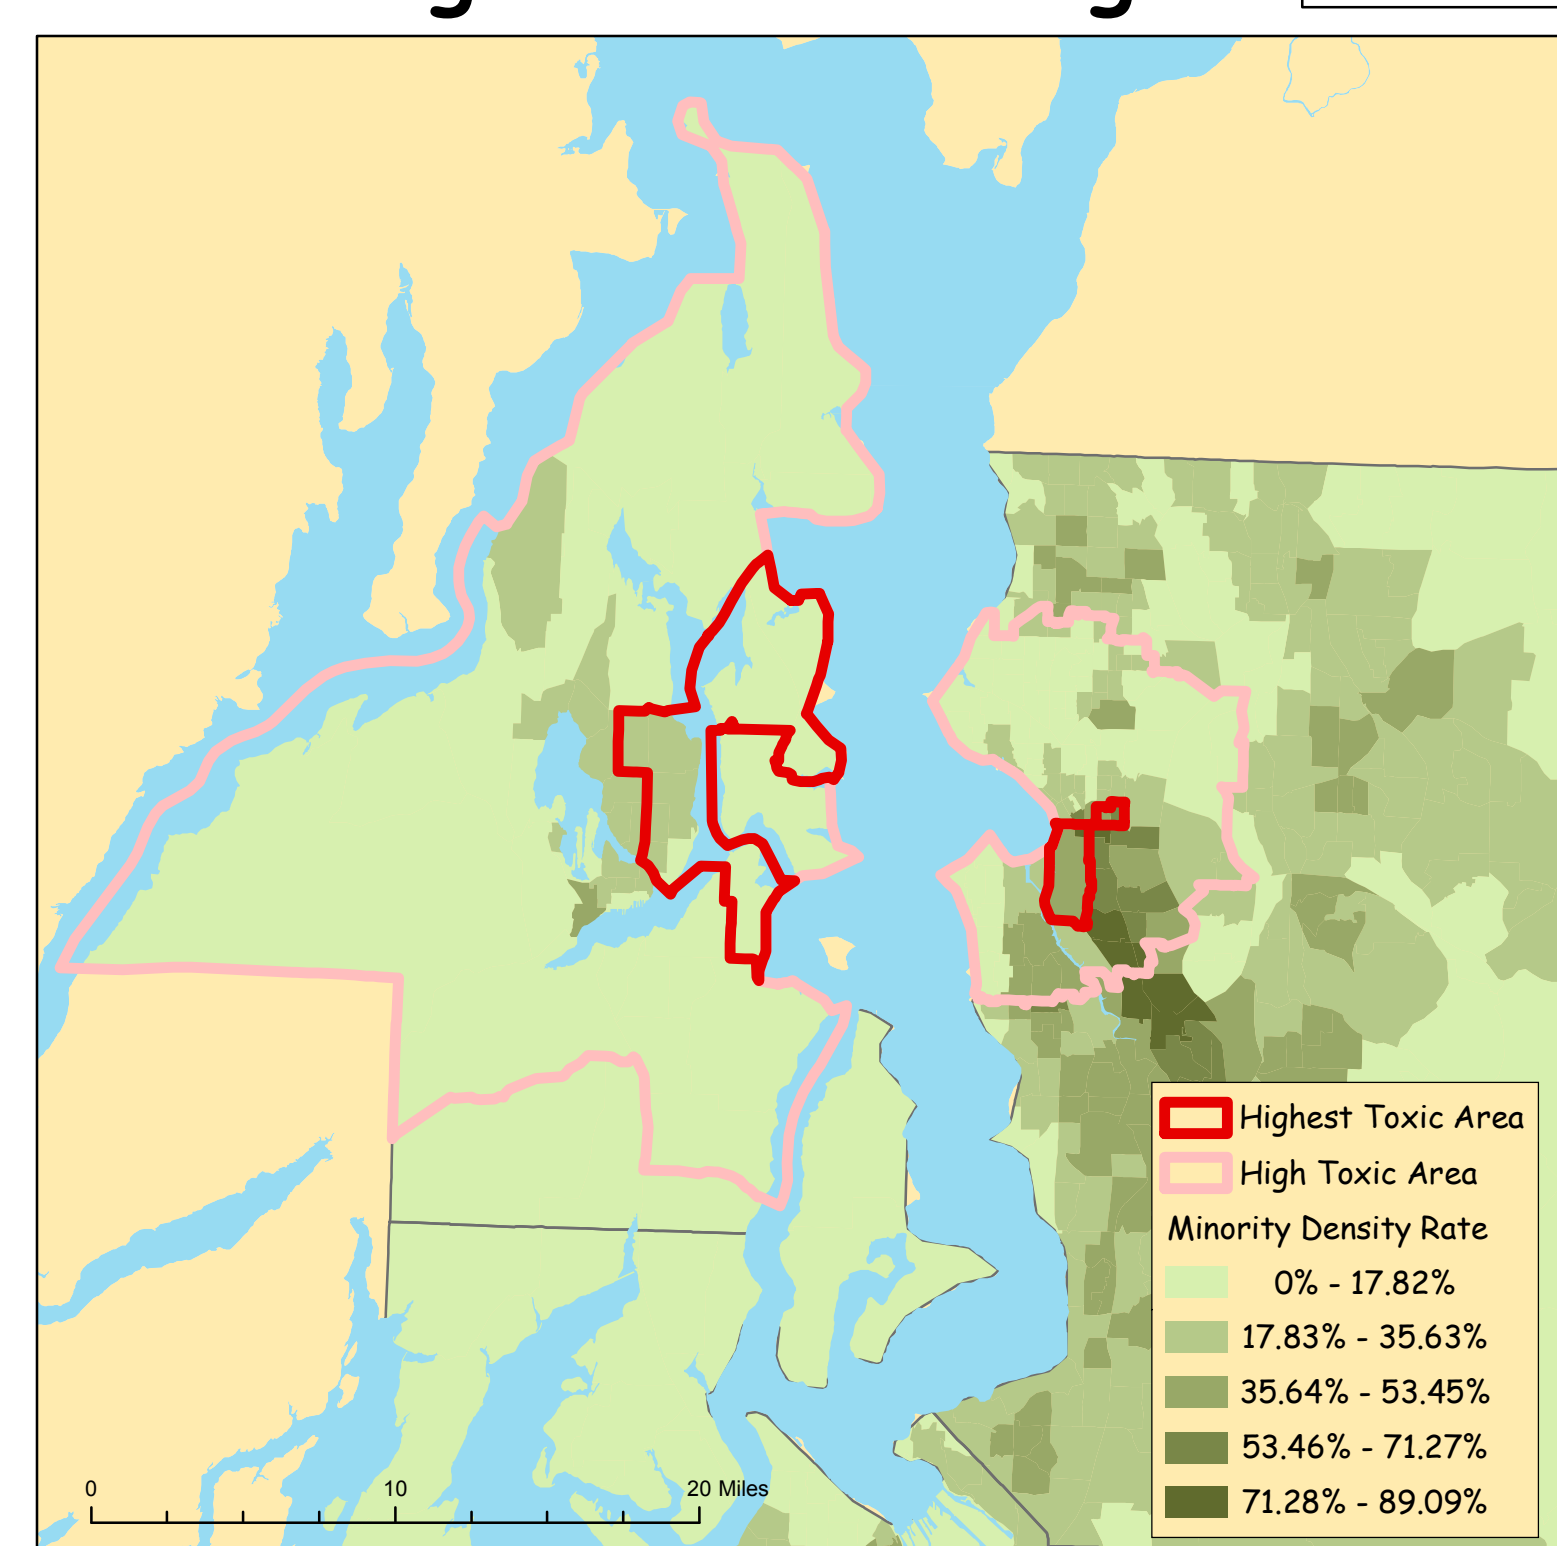 Highest Toxic Area
High Toxic Area
Minority Density Rate
0% - 17.82%
17.83% - 35.63%
35.64% - 53.45%
53.46% - 71.27%
71.28% - 89.09%
0 10 20 Miles